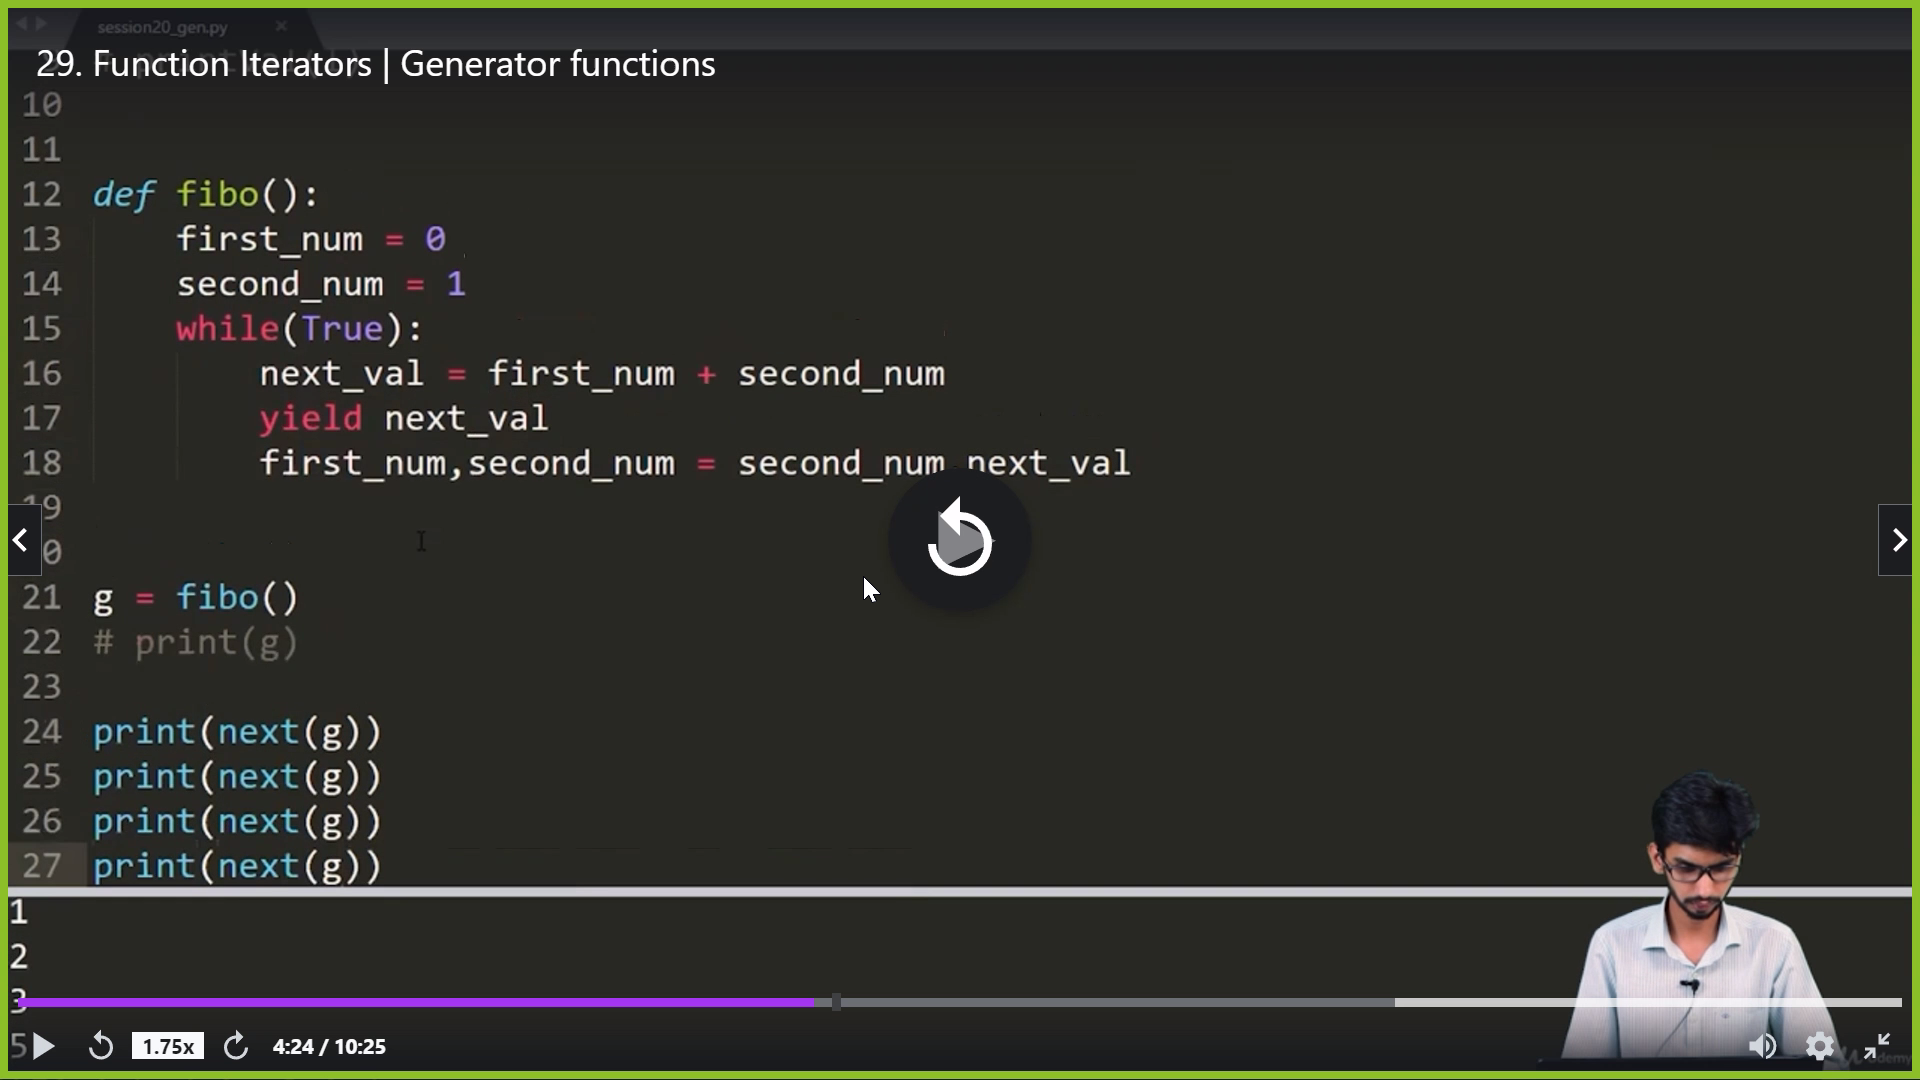 session20_gen.py
29. Function Iterators | Generator functions
10
11
12 def fibo():
13 first_num = 0
14 second_num = 1
15 while(True):
16 next_val = first_num + second_num
17 yield next_val
18 first_num,second_num = second_num next_val
9
0
21 g = fibo()
22 # print(g)
23
24 print(next(g))
25 print(next(g))
26 print(next(g))
27 print(next(g))
1
2
3
5
1.75x 4:24 / 10:25